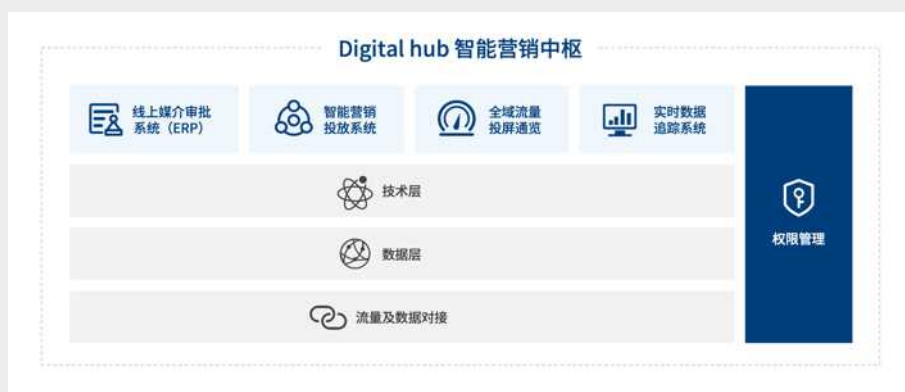 Digital hub 智能营销中枢
线上媒介审批
系统（ERP）
智能营销
投放系统
全域流量
投屏通览
实时数据
追踪系统
技术层
数据层
流量及数据对接
权限管理